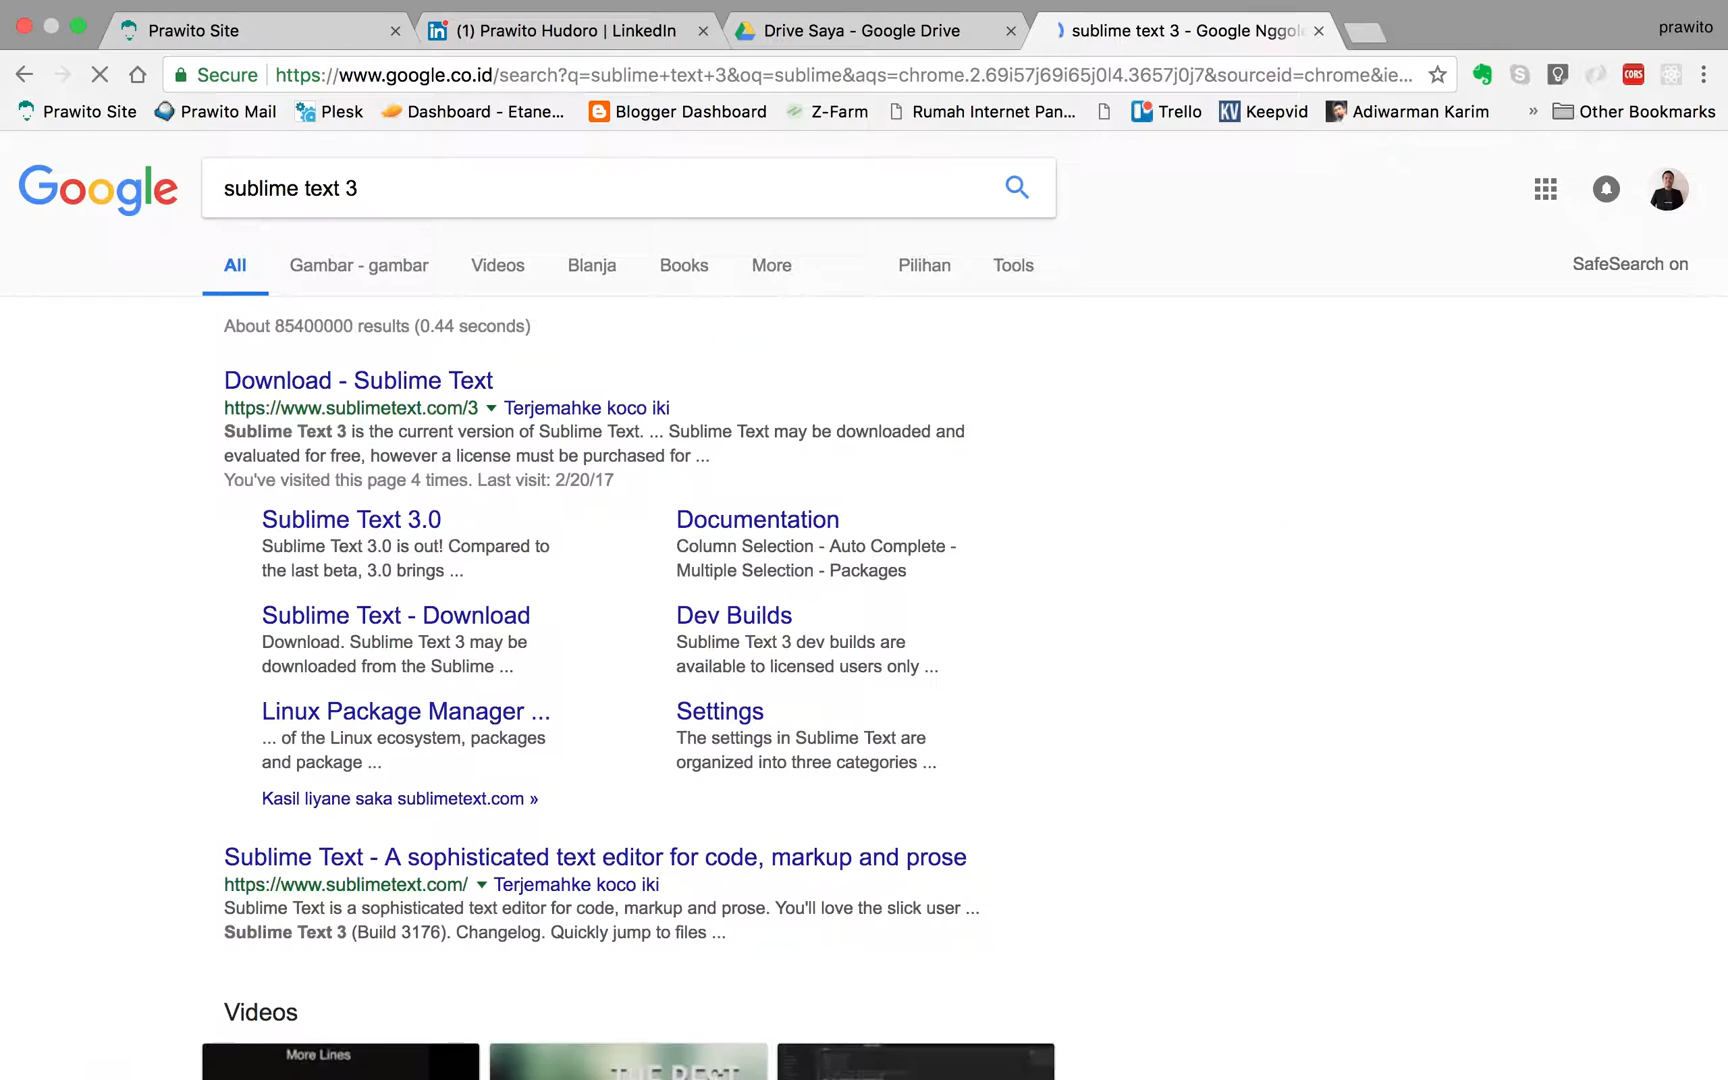 Prawito Site
(1) Prawito Hudoro | LinkedIn
Drive Saya - Google Drive
sublime text 3 - Google Nggole
prawito
Secure
https://www.google.co.id/search?q=sublime+text+3&oq=sublime&aqs=chrome.2.69i57j69i65j0l4.3657j0j7&sourceid=chrome&ie...
CORS
Prawito Site
Prawito Mail
Plesk
Dashboard - Etane...
Blogger Dashboard
Z-Farm
Rumah Internet Pan...
Trello
KV
Keepvid
Adiwarman Karim
»
Other Bookmarks
Google
sublime text 3
All
Gambar - gambar
Videos
Blanja
Books
More
Pilihan
Tools
SafeSearch on
About 85400000 results (0.44 seconds)
Download - Sublime Text
https://www.sublimetext.com/3 ▼ Terjemahke koco iki
Sublime Text 3 is the current version of Sublime Text. ... Sublime Text may be downloaded and
evaluated for free, however a license must be purchased for ...
You've visited this page 4 times. Last visit: 2/20/17
Sublime Text 3.0
Sublime Text 3.0 is out! Compared to
the last beta, 3.0 brings ...
Documentation
Column Selection - Auto Complete -
Multiple Selection - Packages
Sublime Text - Download
Download. Sublime Text 3 may be
downloaded from the Sublime ...
Dev Builds
Sublime Text 3 dev builds are
available to licensed users only ...
Linux Package Manager ...
... of the Linux ecosystem, packages
and package ...
Settings
The settings in Sublime Text are
organized into three categories ...
Kasil liyane saka sublimetext.com »
Sublime Text - A sophisticated text editor for code, markup and prose
https://www.sublimetext.com/ ▼ Terjemahke koco iki
Sublime Text is a sophisticated text editor for code, markup and prose. You'll love the slick user ...
Sublime Text 3 (Build 3176). Changelog. Quickly jump to files ...
Videos
More Lines
THE BEST